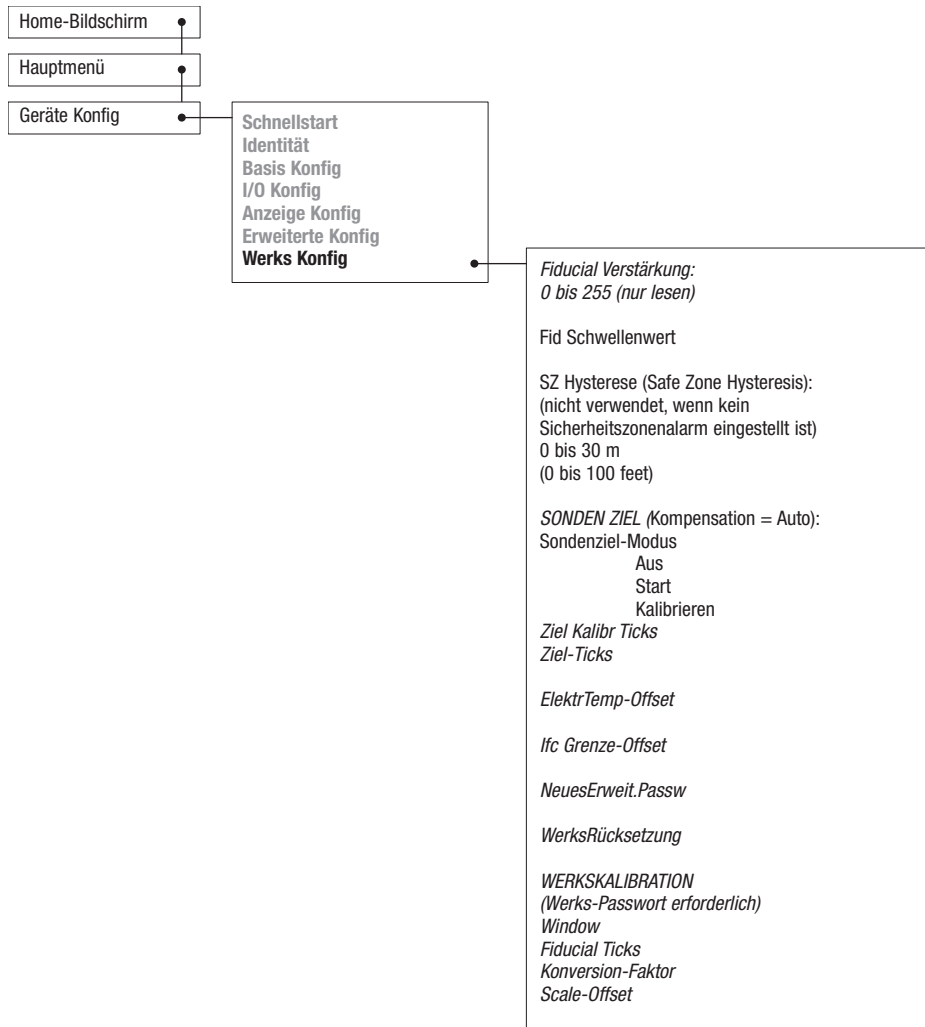 Home-Bildschirm
Hauptmenü
Geräte Konfig
Schnellstart
Identität
Basis Konfig
I/O Konfig
Anzeige Konfig
Erweiterte Konfig
Werks Konfig
Fiducial Verstärkung:
0 bis 255 (nur lesen)
Fid Schwellenwert
SZ Hysterese (Safe Zone Hysteresis):
(nicht verwendet, wenn kein
Sicherheitszonenalarm eingestellt ist)
0 bis 30 m
(0 bis 100 feet)
SONDEN ZIEL (Kompensation = Auto):
Sondenziel-Modus
Aus
Start
Kalibrieren
Ziel Kalibr Ticks
Ziel-Ticks
ElektrTemp-Offset
Ifc Grenze-Offset
NeuesErweit.Passw
WerksRücksetzung
WERKSKALIBRATION
(Werks-Passwort erforderlich)
Window
Fiducial Ticks
Konversion-Faktor
Scale-Offset